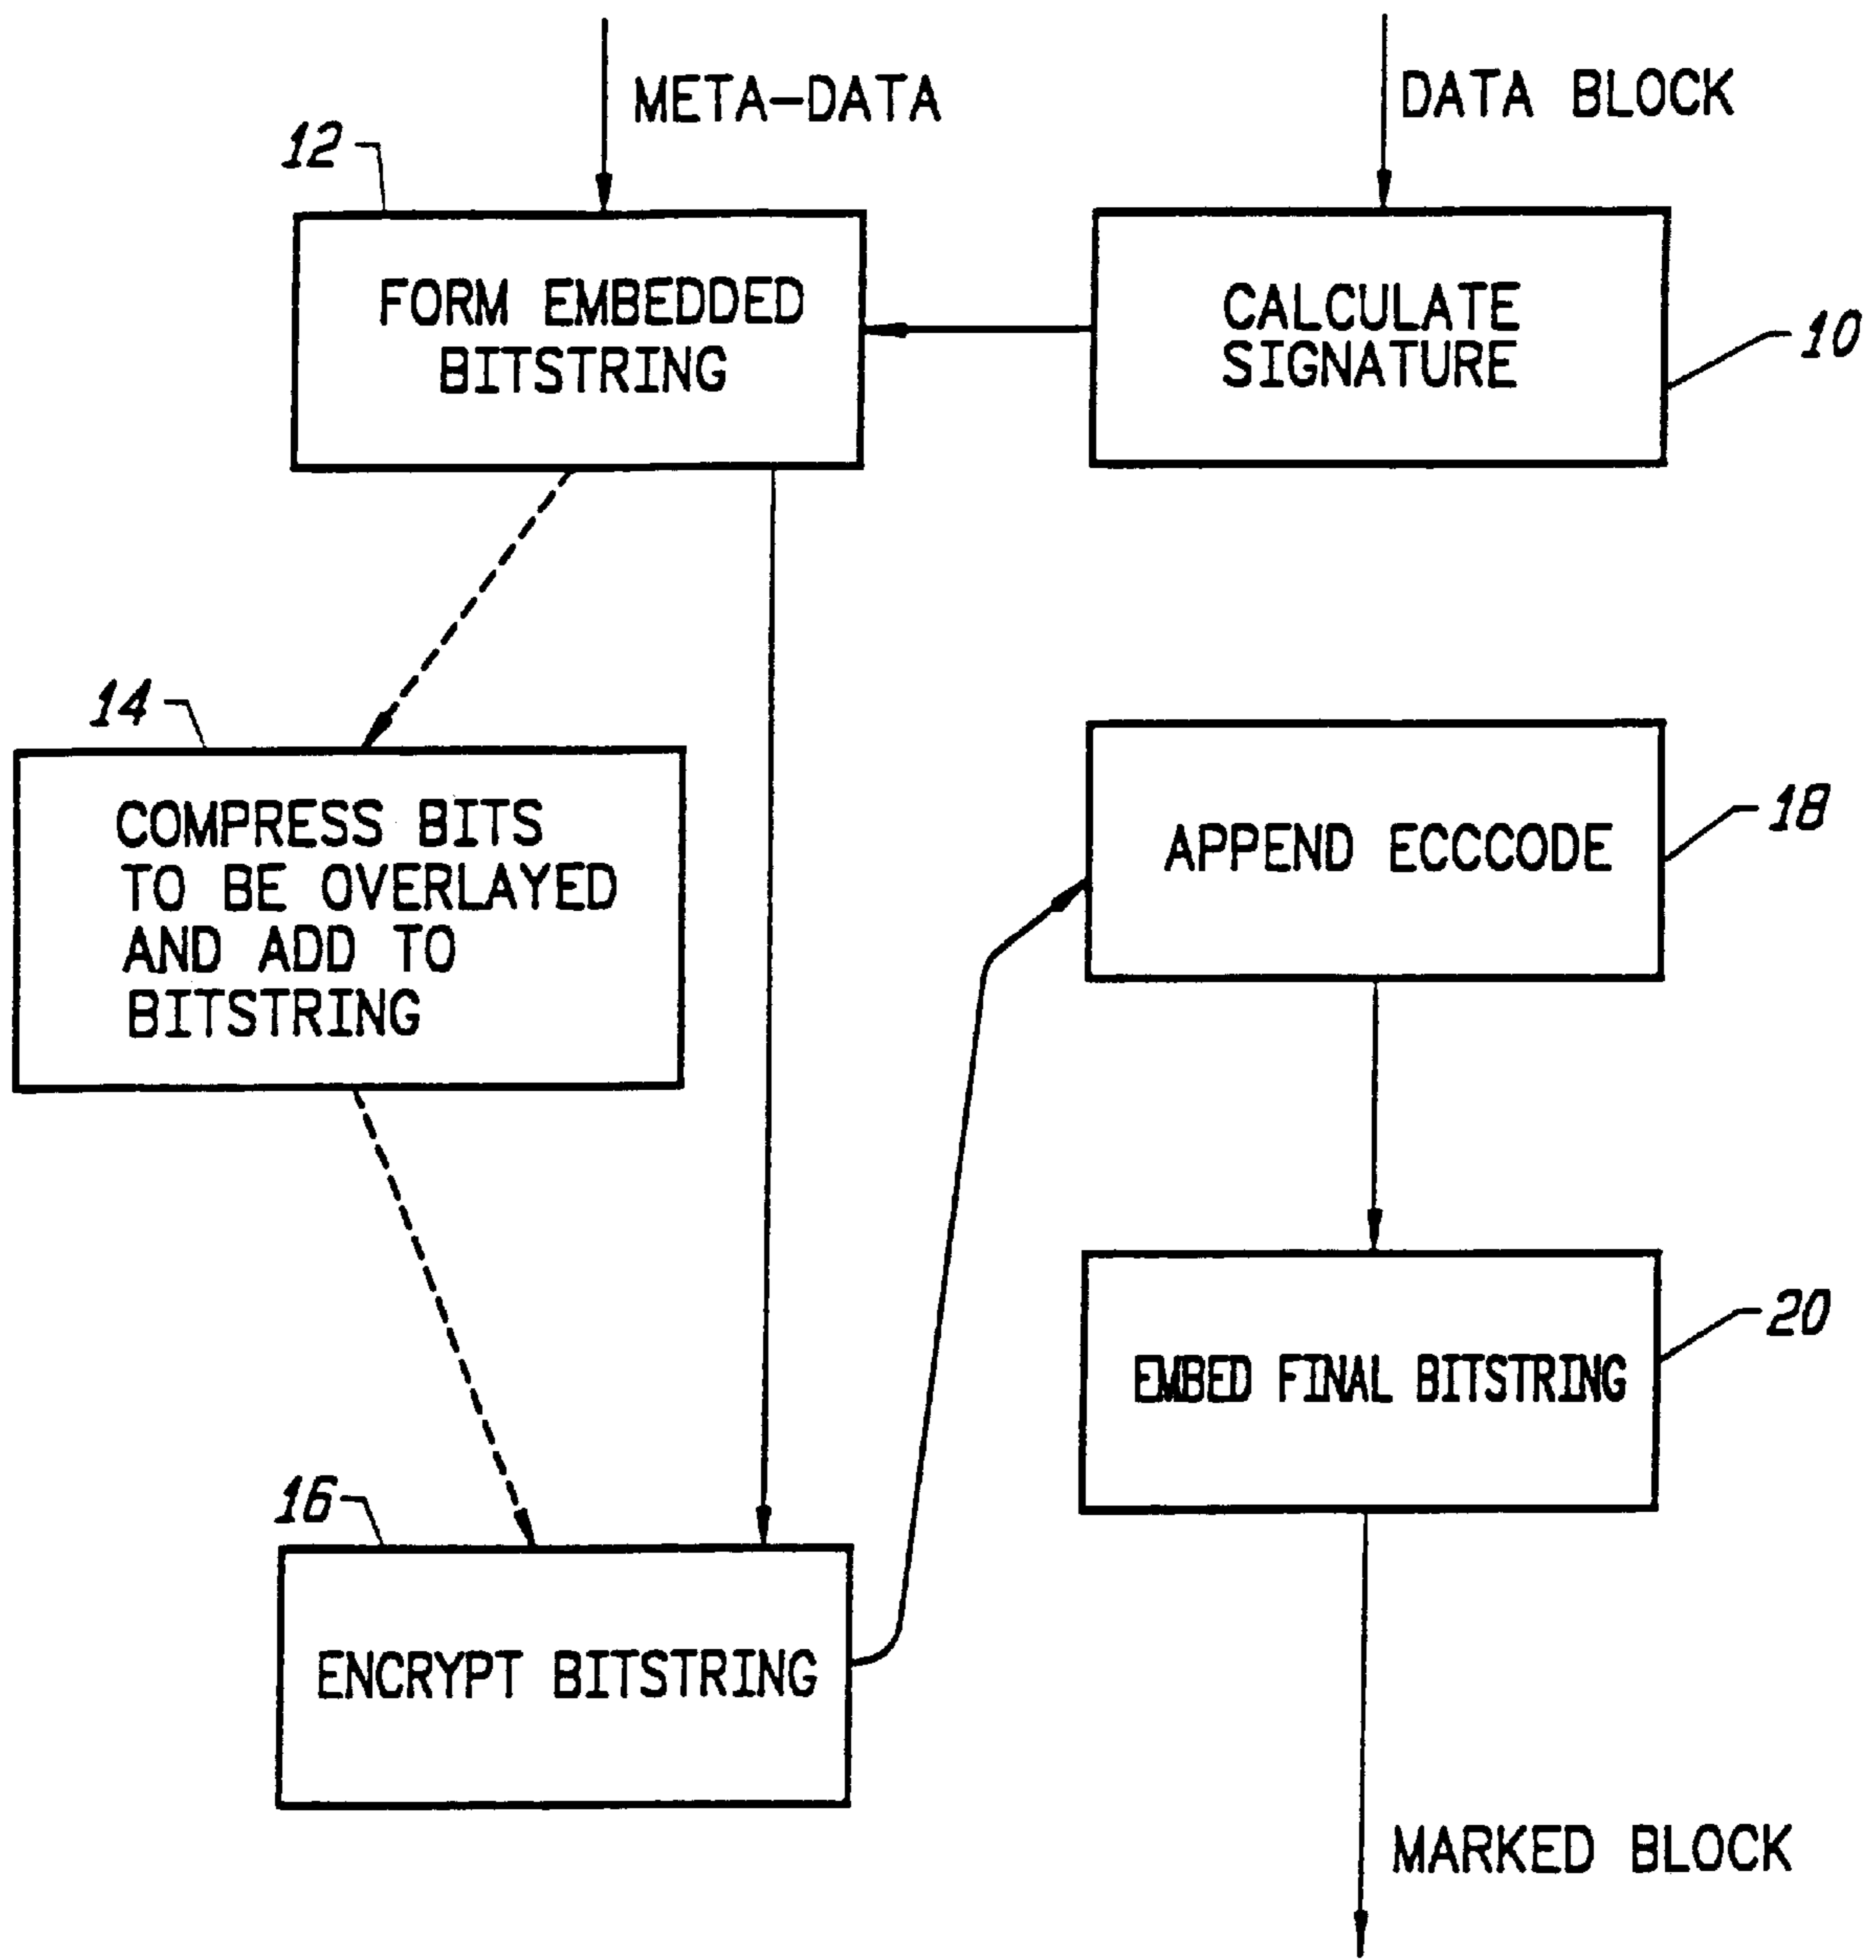 META-DATA
DATA BLOCK
12
FORM EMBEDDED
BITSTRING
CALCULATE
SIGNATURE
10
14
COMPRESS BITS
TO BE OVERLAYED
AND ADD TO
BITSTRING
APPEND ECCCODE
18
EMBED FINAL BITSTRING
20
16
ENCRYPT BITSTRING
MARKED BLOCK